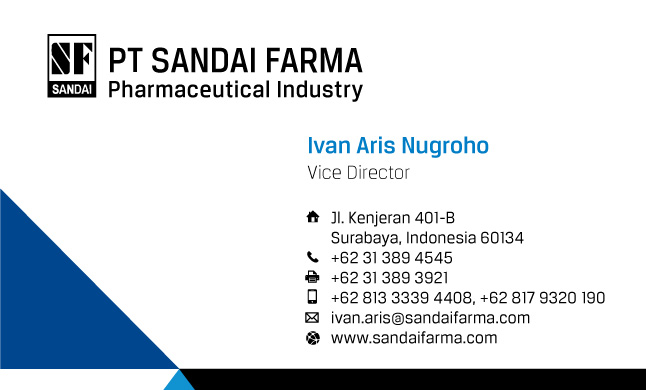 SF
SANDAI
PT SANDAI FARMA
Pharmaceutical Industry
Ivan Aris Nugroho
Vice Director
Jl. Kenjeran 401-B
Surabaya, Indonesia 60134
+62 31 389 4545
+62 31 389 3921
+62 813 3339 4408, +62 817 9320 190
ivan.aris@sandaifarma.com
www.sandaifarma.com